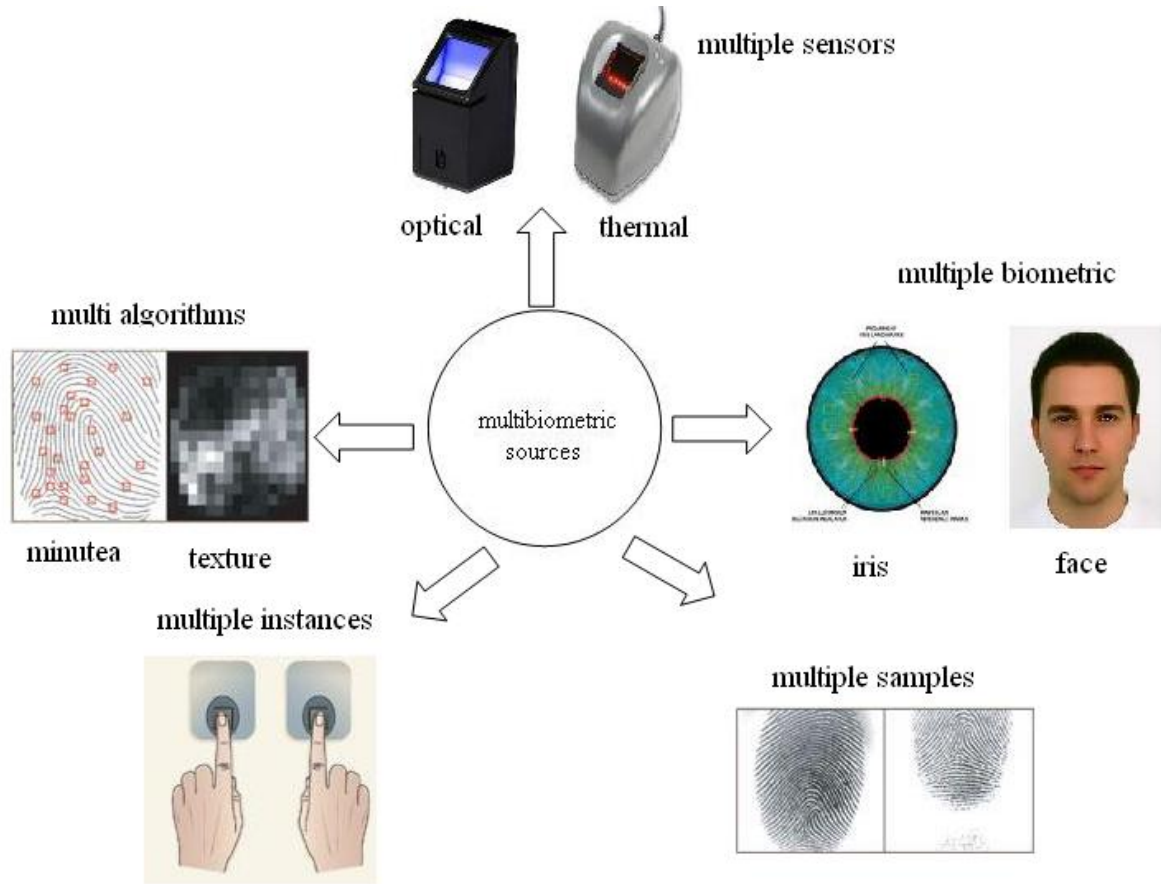 multiple sensors
optical
thermal
multiple biometric
multi algorithms
multibiometric
sources
minutea
texture
iris
face
multiple instances
multiple samples